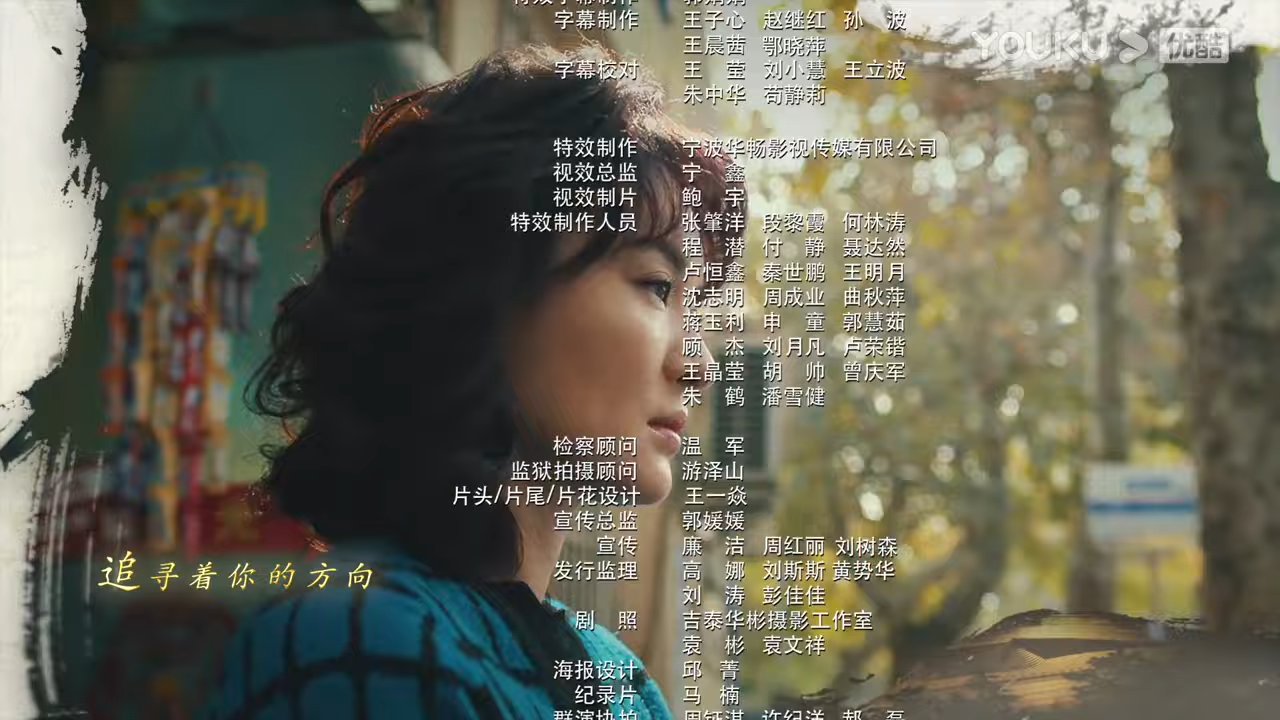 字幕制作 王子心 赵继红 孙 波
王晨茜 鄂晓萍
字幕校对 王 莹 刘小慧 王立波
朱中华 苟静莉
YOUKU 优酷
特效制作 宁波华畅影视传媒有限公司
视效总监 宁 鑫
视效制片 鲍 宇
特效制作人员 张肇洋 段黎霞 何林涛
程 潜 付 静 聂达然
卢恒鑫 秦世鹏 王明月
沈志明 周成业 曲秋萍
蒋玉利 申 童 郭慧茹
顾 杰 刘月凡 卢荣锴
王晶莹 胡 帅 曾庆军
朱 鹤 潘雪健
检察顾问 温 军
监狱拍摄顾问 游泽山
片头/片尾/片花设计 王一焱
宣传总监 郭媛媛
宣传 廉 洁 周红丽 刘树森
发行监理 高 娜 刘斯斯 黄势华
刘 涛 彭佳佳
剧 照 吉泰华彬摄影工作室
袁 彬 袁文祥
海报设计 邱 菁
纪录片 马 楠
追寻着你的方向